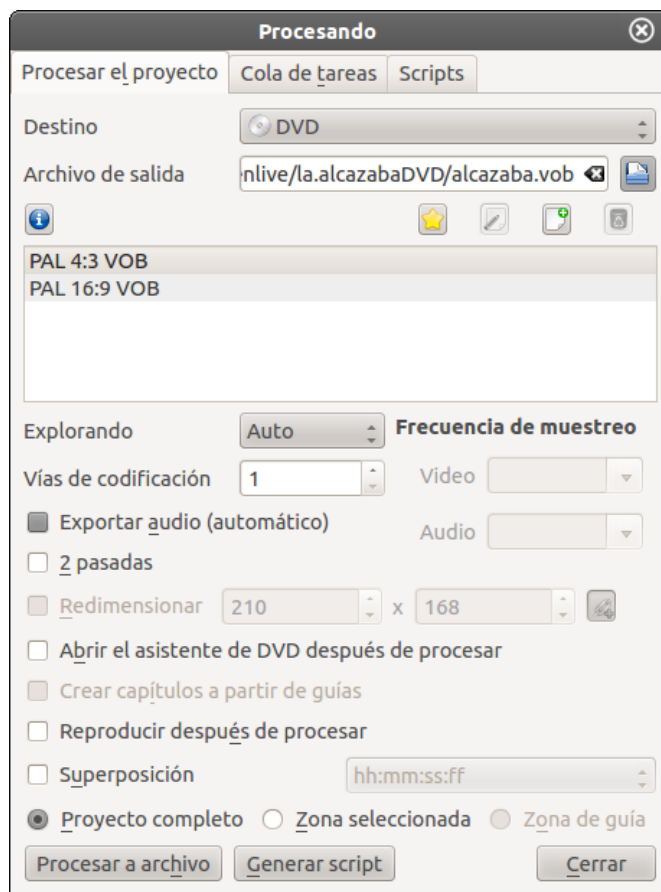 Procesando
Procesar el proyecto Cola de tareas Scripts
Destino DVD
Archivo de salida enlive/la.alcazabaDVD/alcazaba.vob
PAL 4:3 VOB
PAL 16:9 VOB
Explorando Auto Frecuencia de muestreo
Vías de codificación 1 Video
Exportar audio (automático) Audio
2 pasadas
Redimensionar 210 x 168
Abrir el asistente de DVD después de procesar
Crear capítulos a partir de guías
Reproducir después de procesar
Superposición hh:mm:ss:ff
Proyecto completo Zona seleccionada Zona de guía
Procesar a archivo Generar script Cerrar